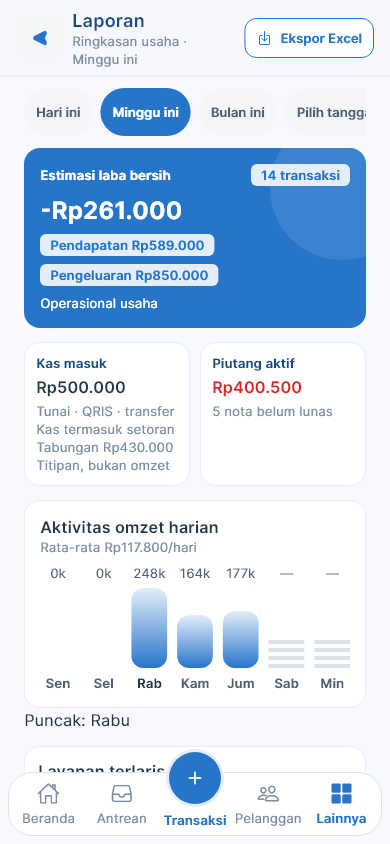 Laporan
Ringkasan usaha ·
Minggu ini
Ekspor Excel
Hari ini
Minggu ini
Bulan ini
Pilih
Estimasi laba bersih
14 transaksi
-Rp261.000
Pendapatan Rp589.000
Pengeluaran Rp850.000
Operasional usaha
Kas masuk
Rp500.000
Tunai · QRIS · transfer
Kas termasuk setoran
Tabungan Rp430.000
Titipan, bukan omzet
Piutang aktif
Rp400.500
5 nota belum lunas
Aktivitas omzet harian
Rata-rata Rp117.800/hari
0k 0k 248k 164k 177k — —
Sen Sel Rab Kam Jum Sab Min
Puncak: Rabu
Layanan terlaris
Beranda
Antrean
Transaksi
Pelanggan
Lainnya